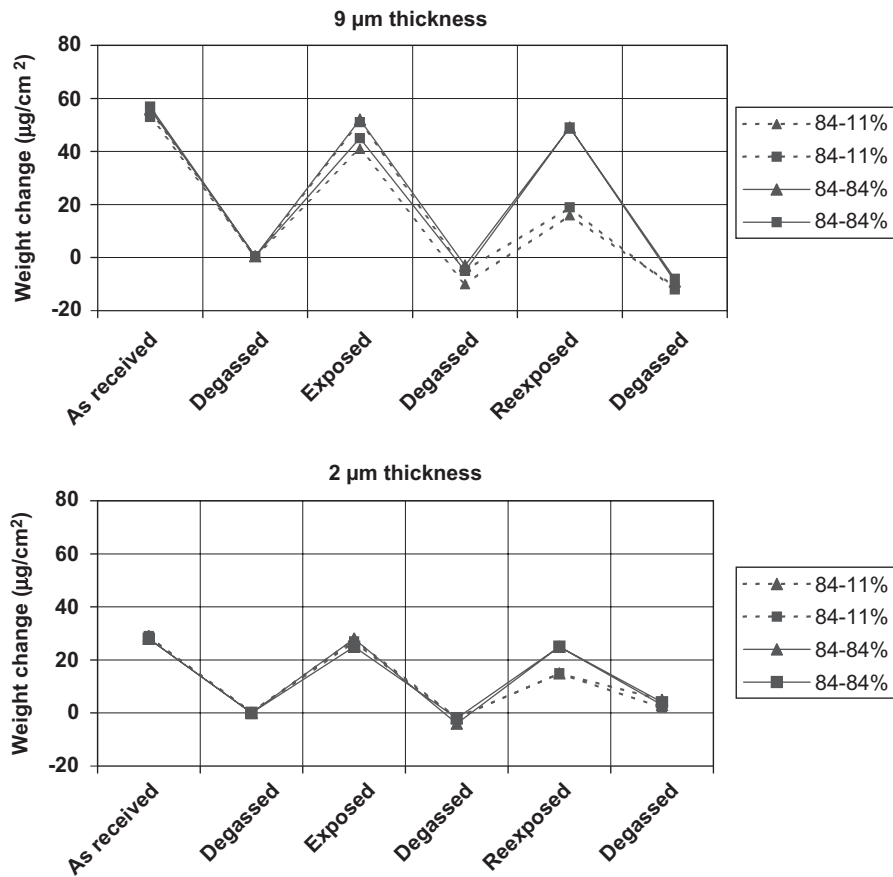 9 µm thickness
80
60
40
20
0
-20
Weight change (µg/cm²)
As received
Degassed
Exposed
Degassed
Reexposed
Degassed
84-11%
84-11%
84-84%
84-84%
2 µm thickness
80
60
40
20
0
-20
Weight change (µg/cm²)
As received
Degassed
Exposed
Degassed
Reexposed
Degassed
84-11%
84-11%
84-84%
84-84%